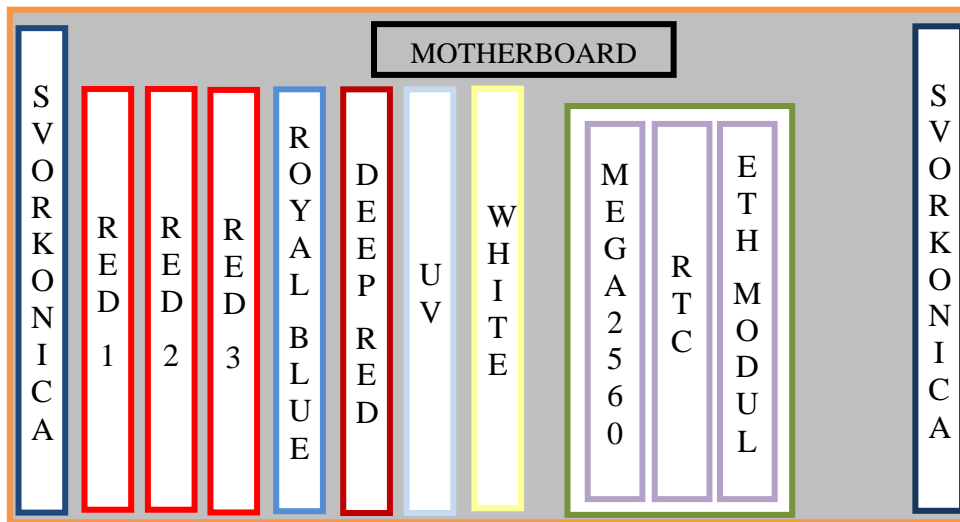 MOTHERBOARD
SVORKONICA
RED 1
RED 2
RED 3
ROYAL BLUE
DEEP RED
UV
WHITE
MEGA2560
RTC
ETH MODUL
SVORKONICA